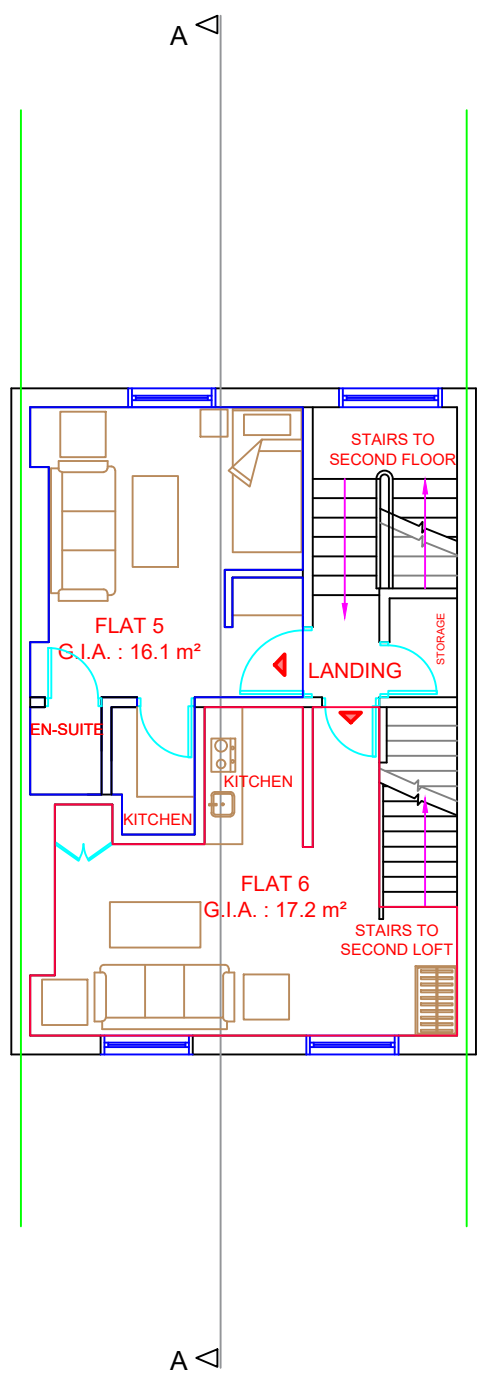 A
STAIRS TO
SECOND FLOOR
FLAT 5
G.I.A. : 16.1 m²
STORAGE
LANDING
EN-SUITE
KITCHEN
KITCHEN
FLAT 6
G.I.A. : 17.2 m²
STAIRS TO
SECOND LOFT
A